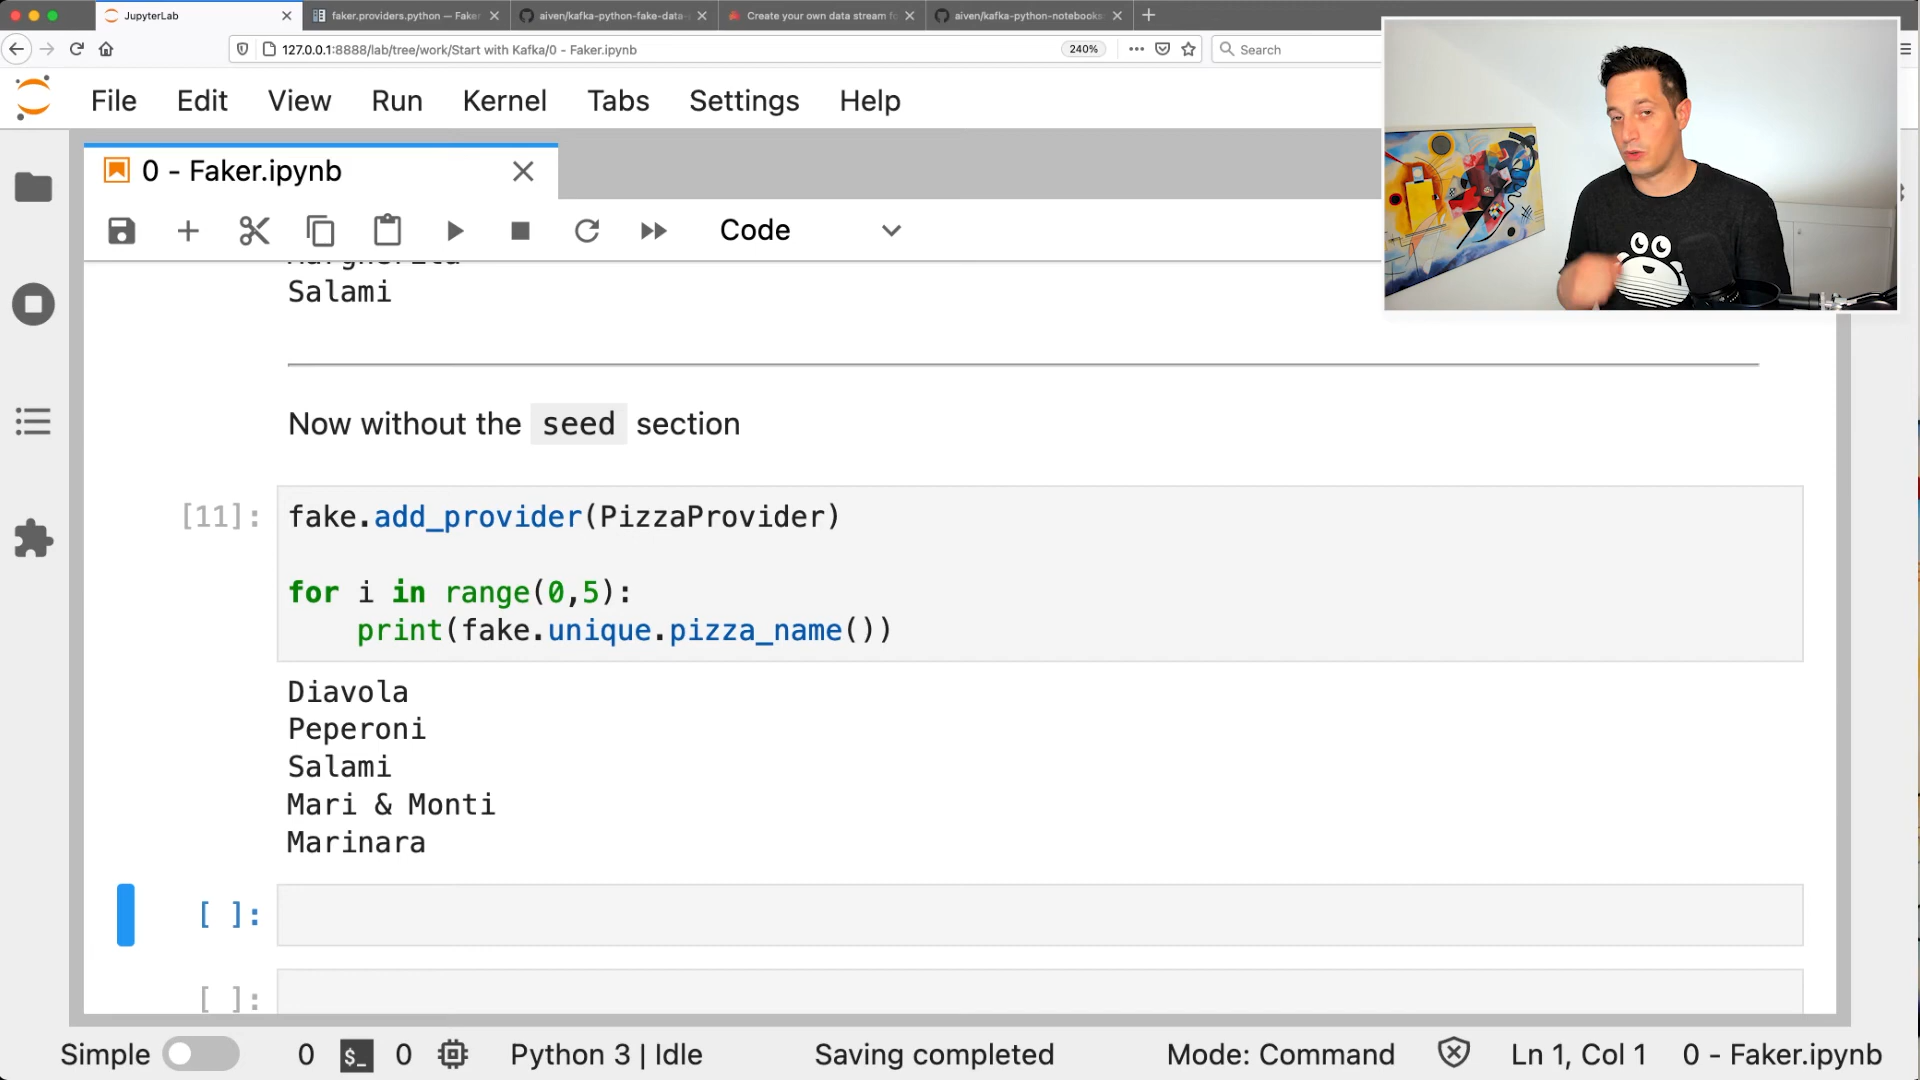 JupyterLab
faker.providers.python — Faker
aiven/kafka-python-fake-data-
Create your own data stream fo
aiven/kafka-python-notebooks
127.0.0.1:8888/lab/tree/work/Start with Kafka/0 - Faker.ipynb
240%
Search
File Edit View Run Kernel Tabs Settings Help
0 - Faker.ipynb
Code
Margherita
Salami
Now without the seed section
[11]: fake.add_provider(PizzaProvider)
for i in range(0,5):
print(fake.unique.pizza_name())
Diavola
Peperoni
Salami
Mari & Monti
Marinara
[ ]:
[ ]:
Simple 0 $_ 0 Python 3 | Idle Saving completed Mode: Command Ln 1, Col 1 0 - Faker.ipynb